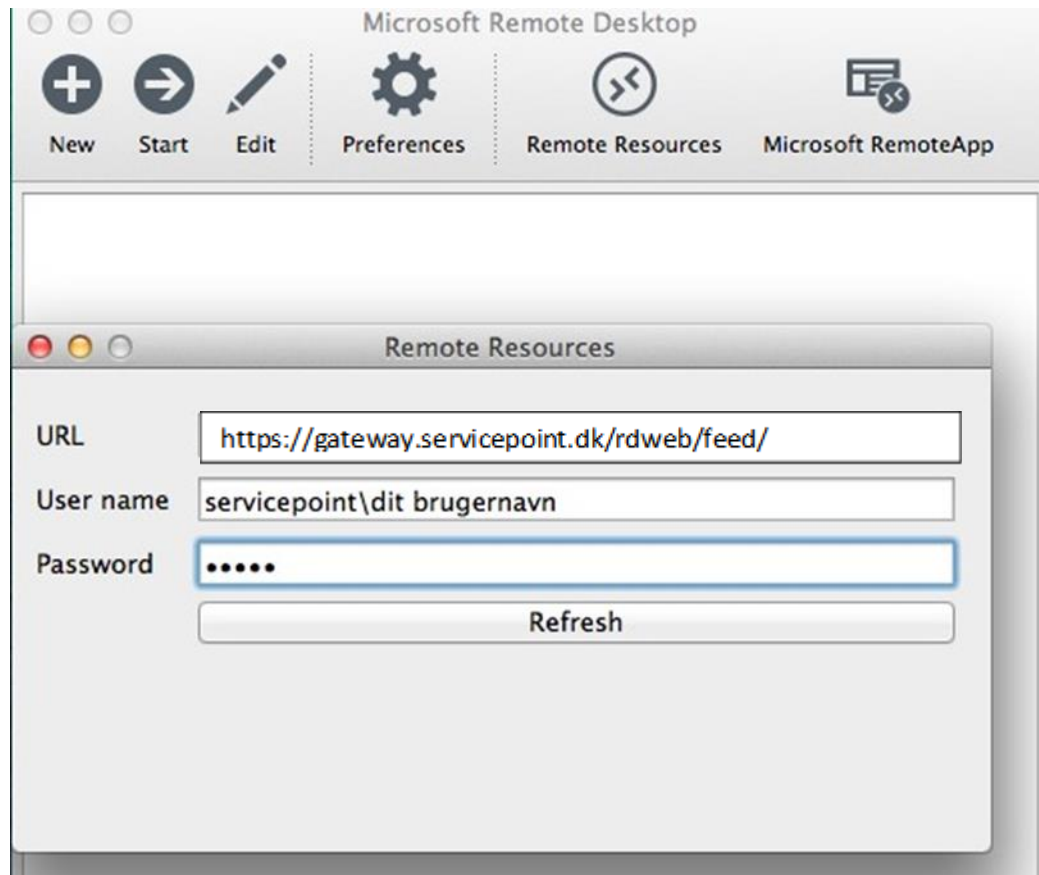 Microsoft Remote Desktop
New Start Edit Preferences Remote Resources Microsoft RemoteApp
Remote Resources
URL https://gateway.servicepoint.dk/rdweb/feed/
User name servicepoint\dit brugernavn
Password •••••
Refresh